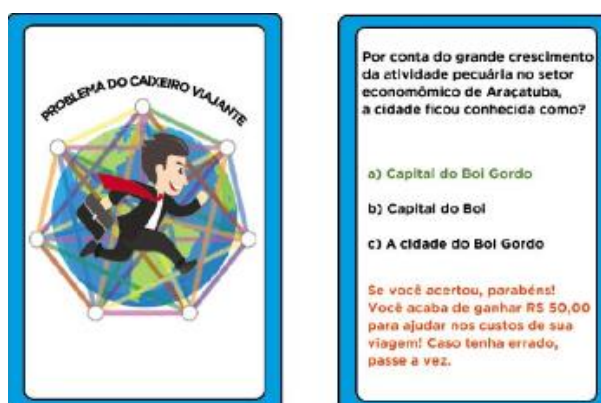 PROBLEMA DO CAIXEIRO VIAJANTE
Por conta do grande crescimento
da atividade pecuária no setor
economômico de Araçatuba,
a cidade ficou conhecida como?
a) Capital do Boi Gordo
b) Capital do Boi
c) A cidade do Boi Gordo
Se você acertou, parabéns!
Você acaba de ganhar R$ 50,00
para ajudar nos custos de sua
viagem! Caso tenha errado,
passe a vez.